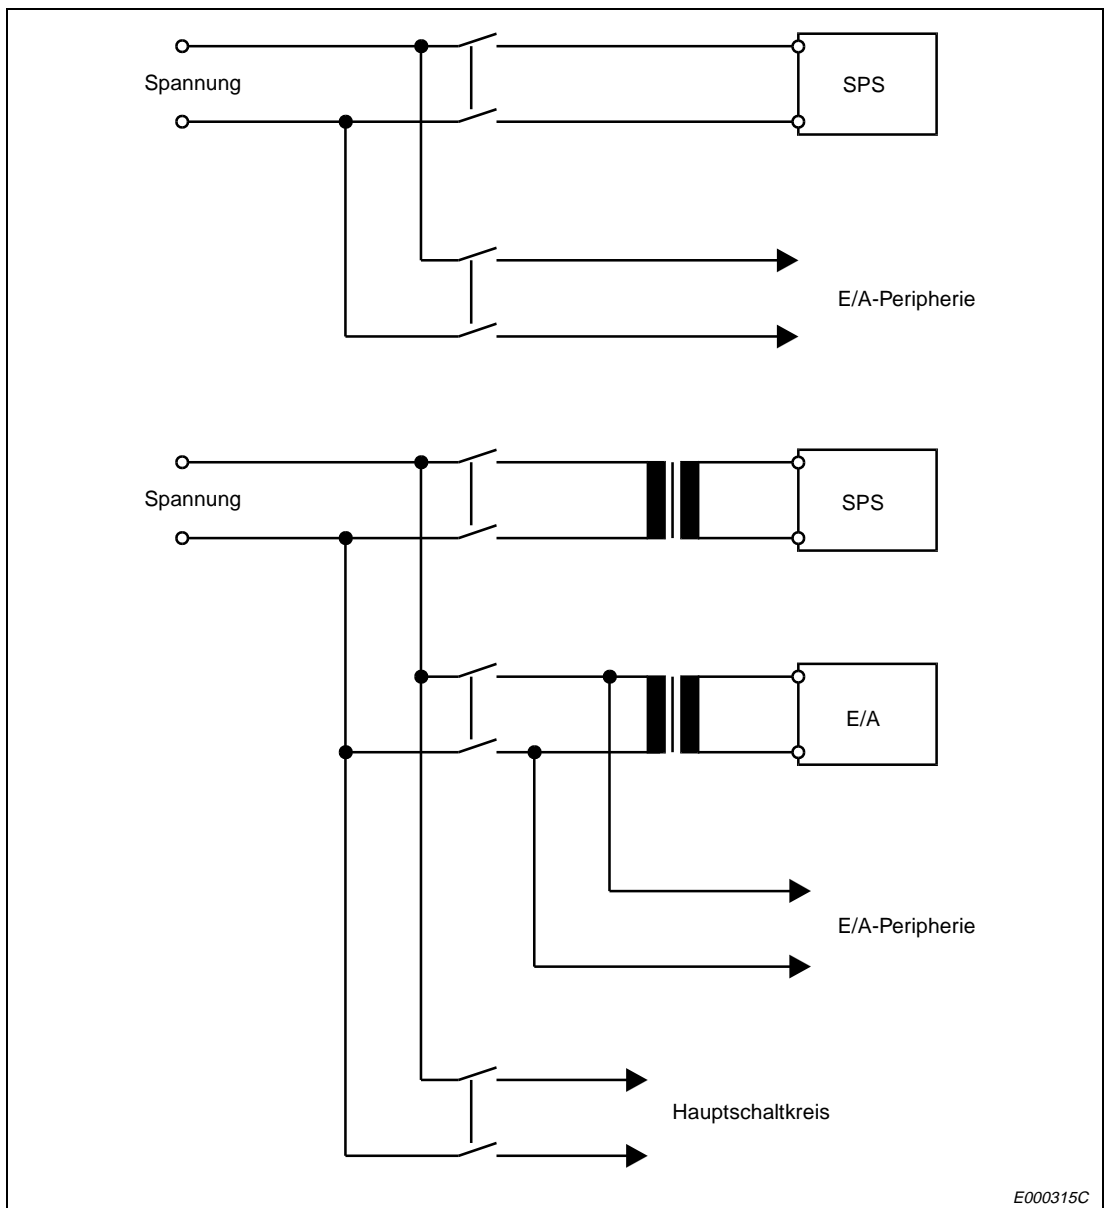 Spannung
SPS
E/A-Peripherie
Spannung
SPS
E/A
E/A-Peripherie
Hauptschaltkreis
E000315C